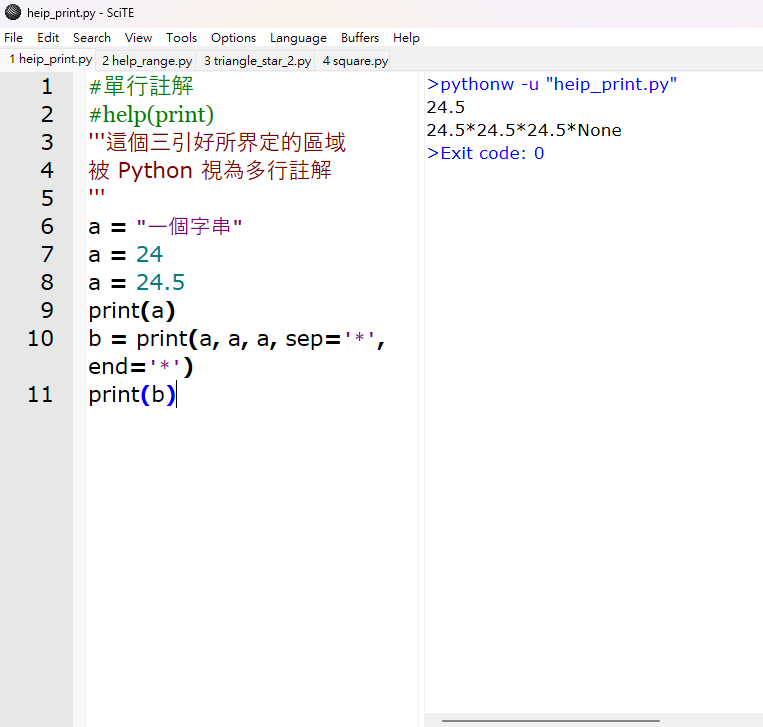 heip_print.py - SciTE
File Edit Search View Tools Options Language Buffers Help
1 heip_print.py 2 help_range.py 3 triangle_star_2.py 4 square.py
1 #單行註解
2 #help(print)
3 '''這個三引好所界定的區域
4 被 Python 視為多行註解
5 '''
6 a = "一個字串"
7 a = 24
8 a = 24.5
9 print(a)
10 b = print(a, a, a, sep='*',
end='*')
11 print(b)
>pythonw -u "heip_print.py"
24.5
24.5*24.5*24.5*None
>Exit code: 0